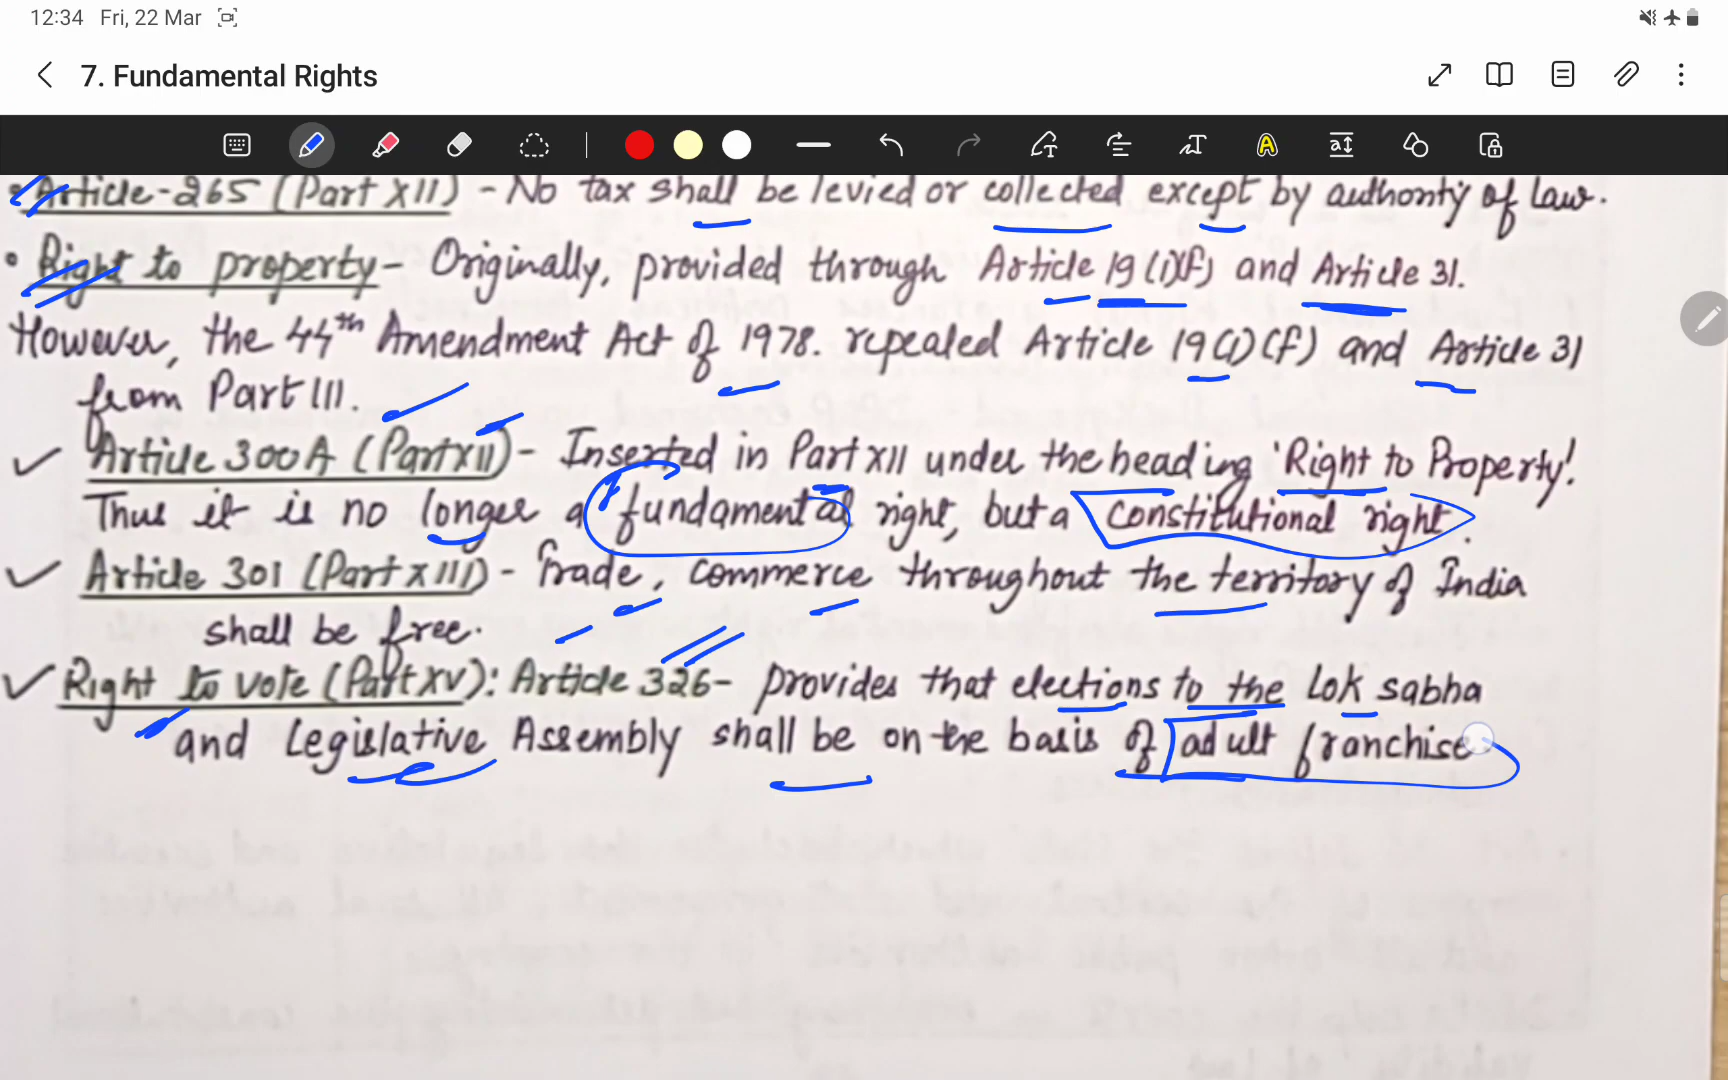 12:34 Fri, 22 Mar
7. Fundamental Rights
• Article-265 (Part XII) - No tax shall be levied or collected except by authority of law.
• Right to property - Originally, provided through Article 19 (1)(f) and Article 31.
However, the 44th Amendment Act of 1978. repealed Article 19(1)(f) and Article 31
from Part III.
Article 300A (Part XII) - Inserted in Part XII under the heading 'Right to Property'.
Thus it is no longer a fundamental right, but a Constitutional right.
Article 301 (Part XIII) - Trade, commerce throughout the territory of India
shall be free.
Right to vote (Part XV): Article 326 - provides that elections to the Lok sabha
and Legislative Assembly shall be on the basis of adult franchise.